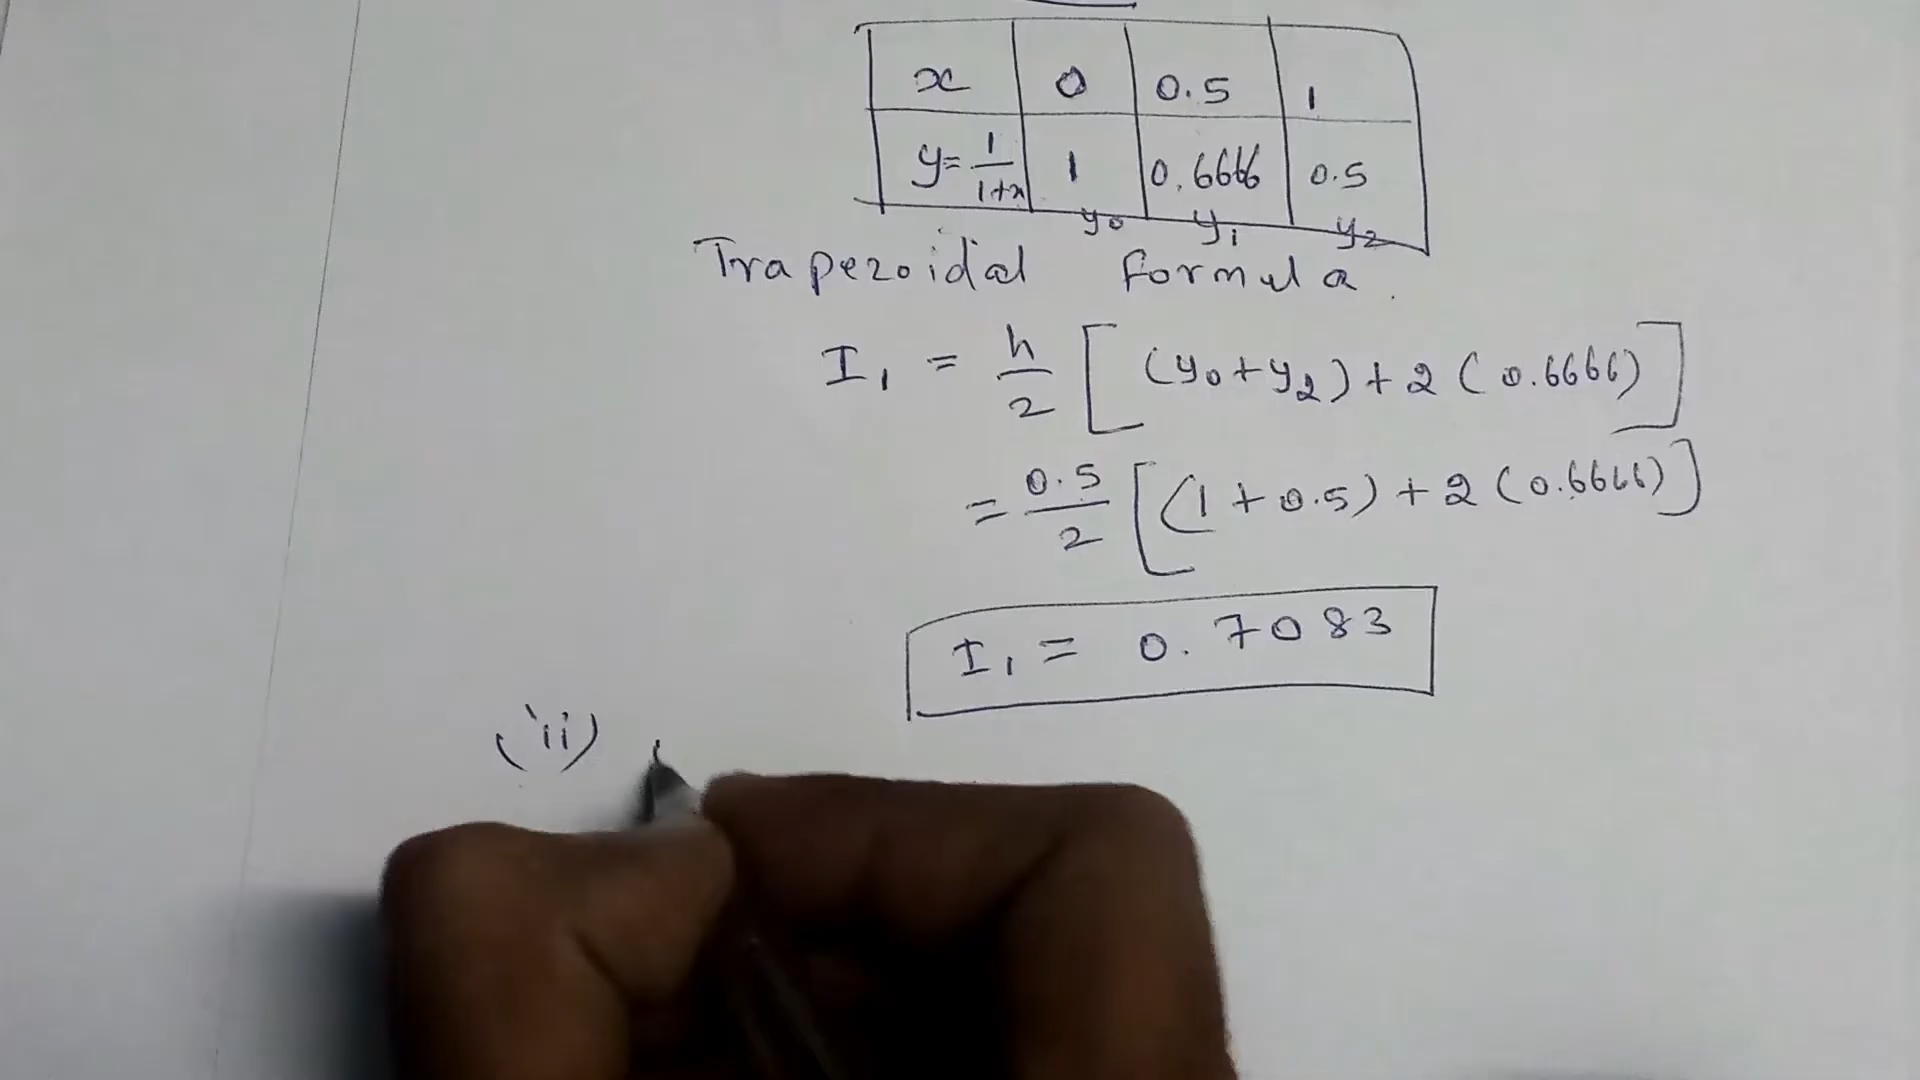 x 0 0.5 1
y = 1/(1+x) 1 0.6666 0.5
y₀ y₁ y₂
Trapezoidal formula.
I₁ = h/2 [(y₀+y₂)+2(0.6666)]
= 0.5/2 [(1+0.5)+2(0.6666)]
I₁ = 0.7083
(ii)